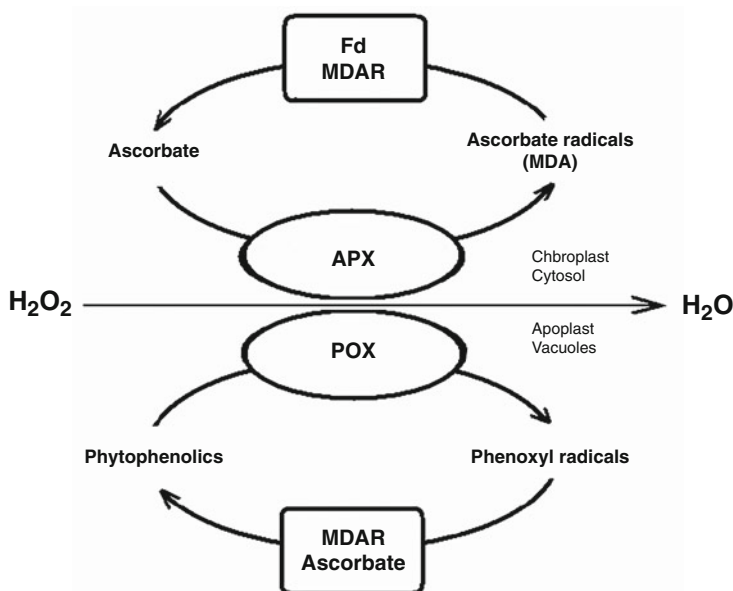 Fd
MDAR
Ascorbate
Ascorbate radicals
(MDA)
APX
Chbroplast
Cytosol
H₂O₂
H₂O
POX
Apoplast
Vacuoles
Phytophenolics
Phenoxyl radicals
MDAR
Ascorbate